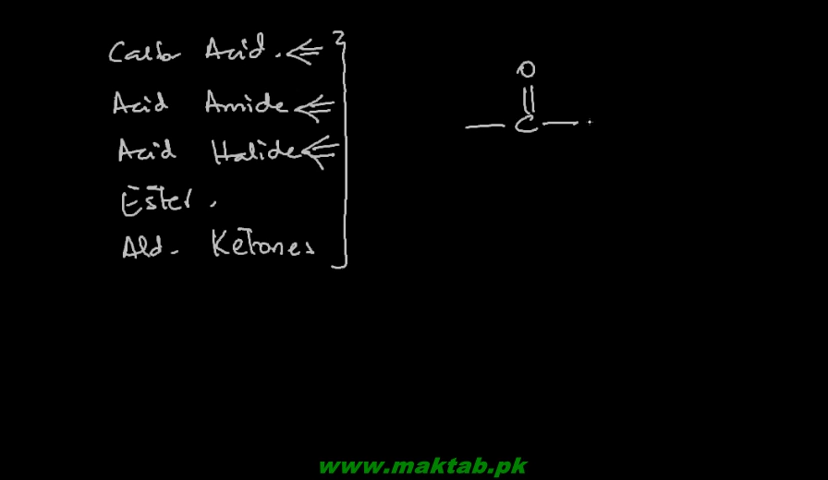 Carbo Acid.
Acid Amide
Acid Halide
Ester.
Ald. Ketones
O
C
www.maktab.pk